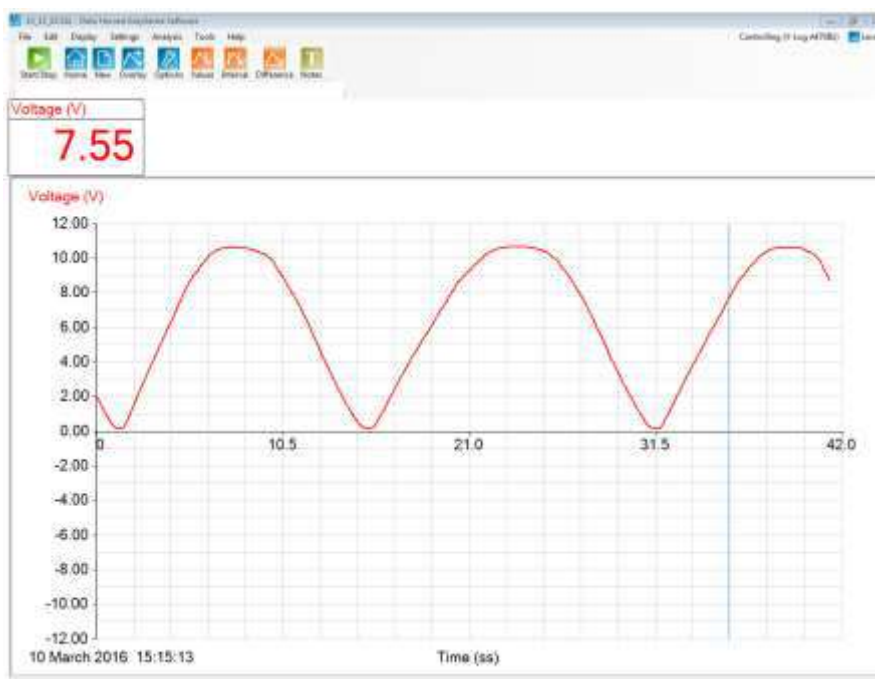 File Edit Display Settings Analysis Tools Help
Start/Stop Home New Overlay Options Values Interval Difference Notes
Voltage (V)
7.55
Voltage (V)
12.00
10.00
8.00
6.00
4.00
2.00
0.00
0 10.5 21.0 31.5 42.0
-2.00
-4.00
-6.00
-8.00
-10.00
-12.00
10 March 2016 15:15:13 Time (ss)